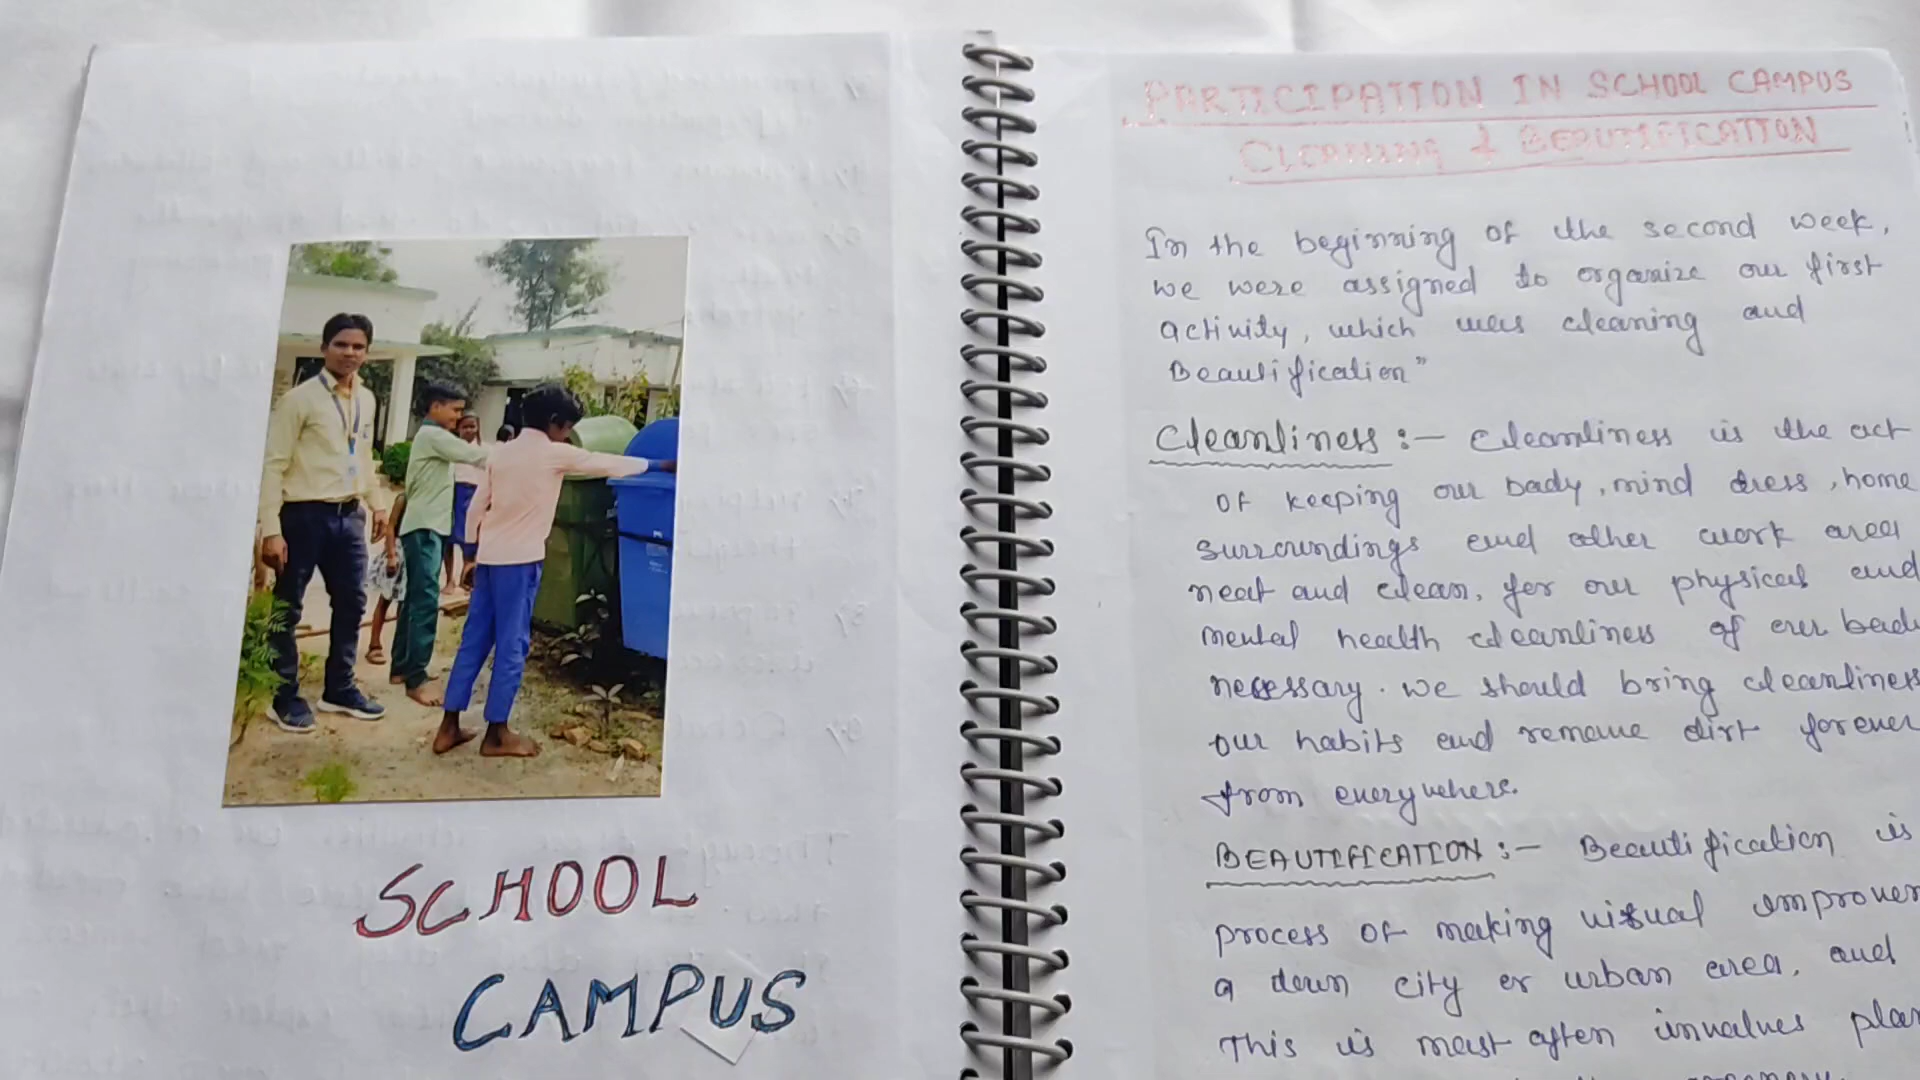 SCHOOL
CAMPUS
PARTICIPATION IN SCHOOL CAMPUS
CLEANING & BEAUTIFICATION
In the beginning of the second week,
we were assigned to organize our first
activity, which was cleaning and
Beautification"
Cleanliness :- Cleanliness is the act
of keeping our body, mind dress, home
surroundings and other work area
neat and clean, for our physical and
mental health cleanliness of our
necessary. we should bring cleanliness
our habits and remove dirt forever
from everywhere.
BEAUTIFICATION :- Beautification is
process of making visual
a town city or urban area, and
This is most often involves